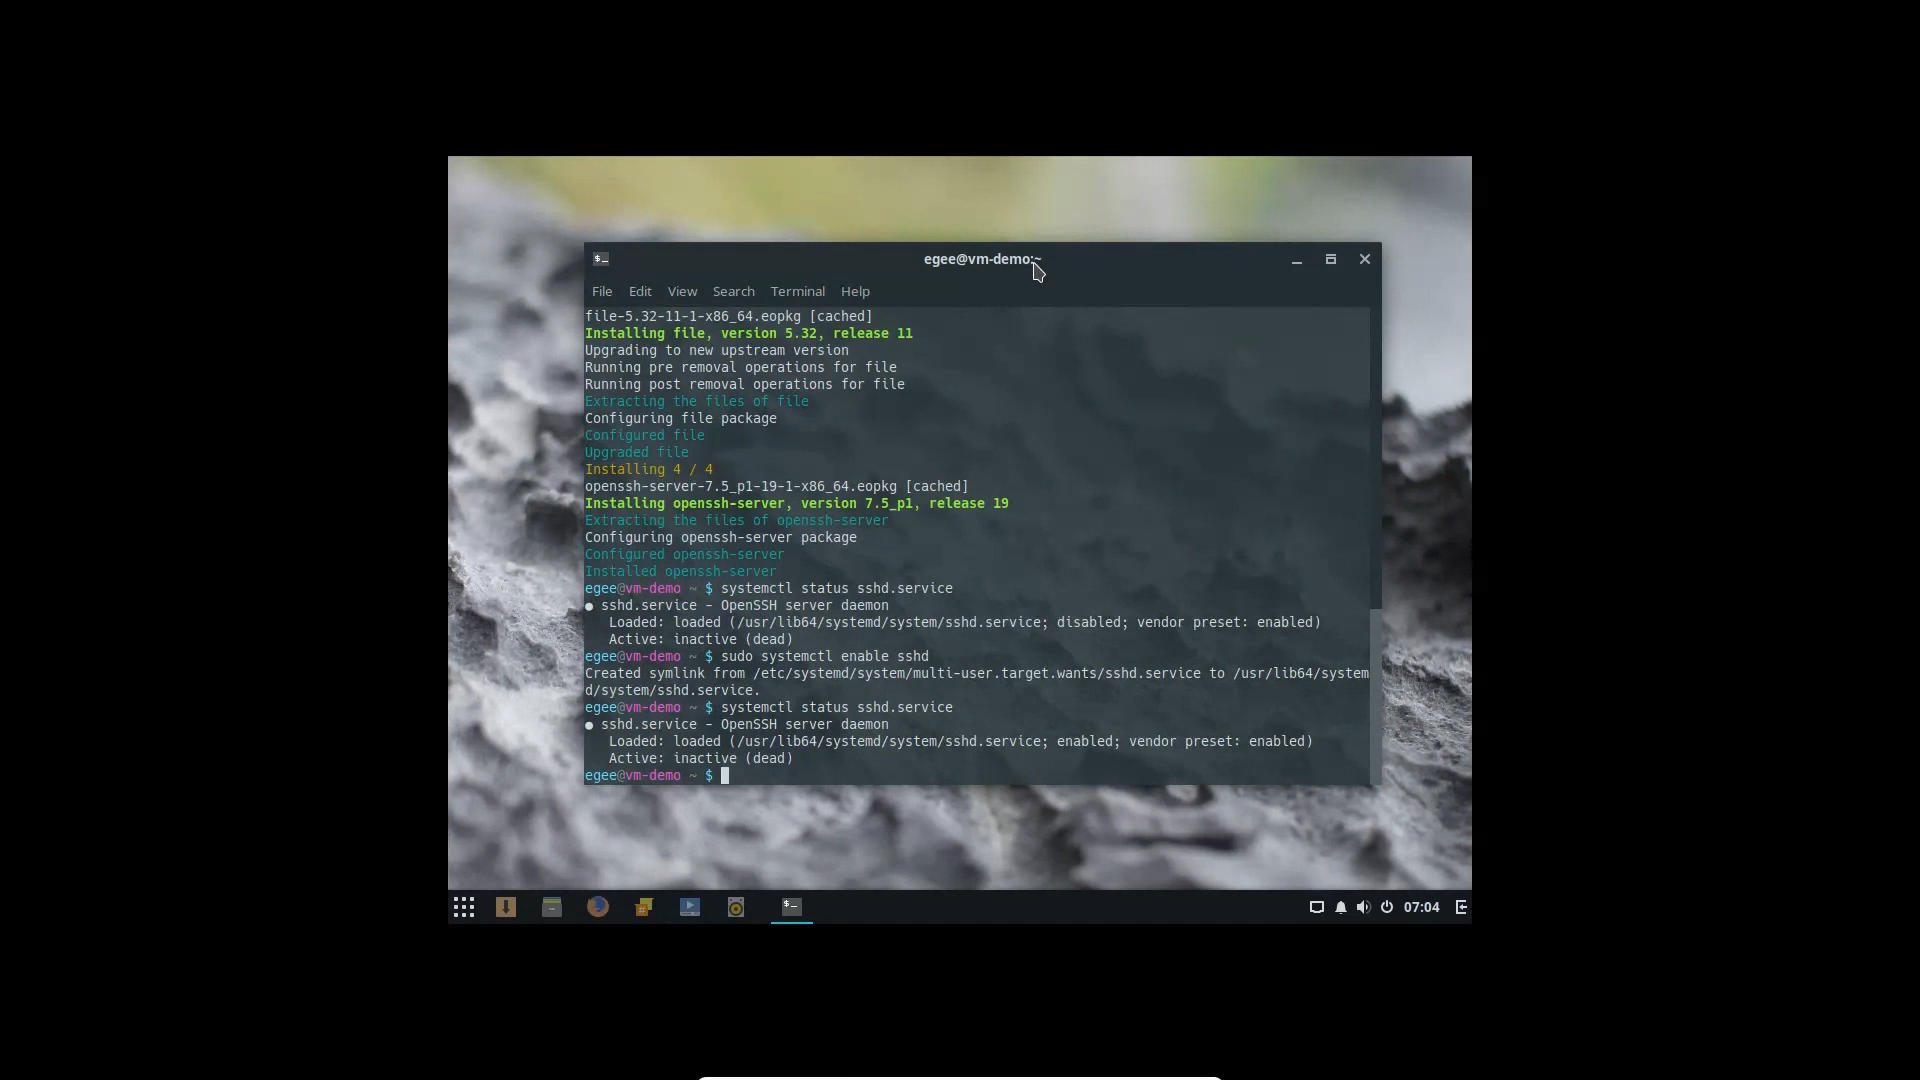 egee@vm-demo:~
File Edit View Search Terminal Help
file-5.32-11-1-x86_64.eopkg [cached]
Installing file, version 5.32, release 11
Upgrading to new upstream version
Running pre removal operations for file
Running post removal operations for file
Extracting the files of file
Configuring file package
Configured file
Upgraded file
Installing 4 / 4
openssh-server-7.5_p1-19-1-x86_64.eopkg [cached]
Installing openssh-server, version 7.5_p1, release 19
Extracting the files of openssh-server
Configuring openssh-server package
Configured openssh-server
Installed openssh-server
egee@vm-demo ~ $ systemctl status sshd.service
● sshd.service - OpenSSH server daemon
   Loaded: loaded (/usr/lib64/systemd/system/sshd.service; disabled; vendor preset: enabled)
   Active: inactive (dead)
egee@vm-demo ~ $ sudo systemctl enable sshd
Created symlink from /etc/systemd/system/multi-user.target.wants/sshd.service to /usr/lib64/system
d/system/sshd.service.
egee@vm-demo ~ $ systemctl status sshd.service
● sshd.service - OpenSSH server daemon
   Loaded: loaded (/usr/lib64/systemd/system/sshd.service; enabled; vendor preset: enabled)
   Active: inactive (dead)
egee@vm-demo ~ $
07:04